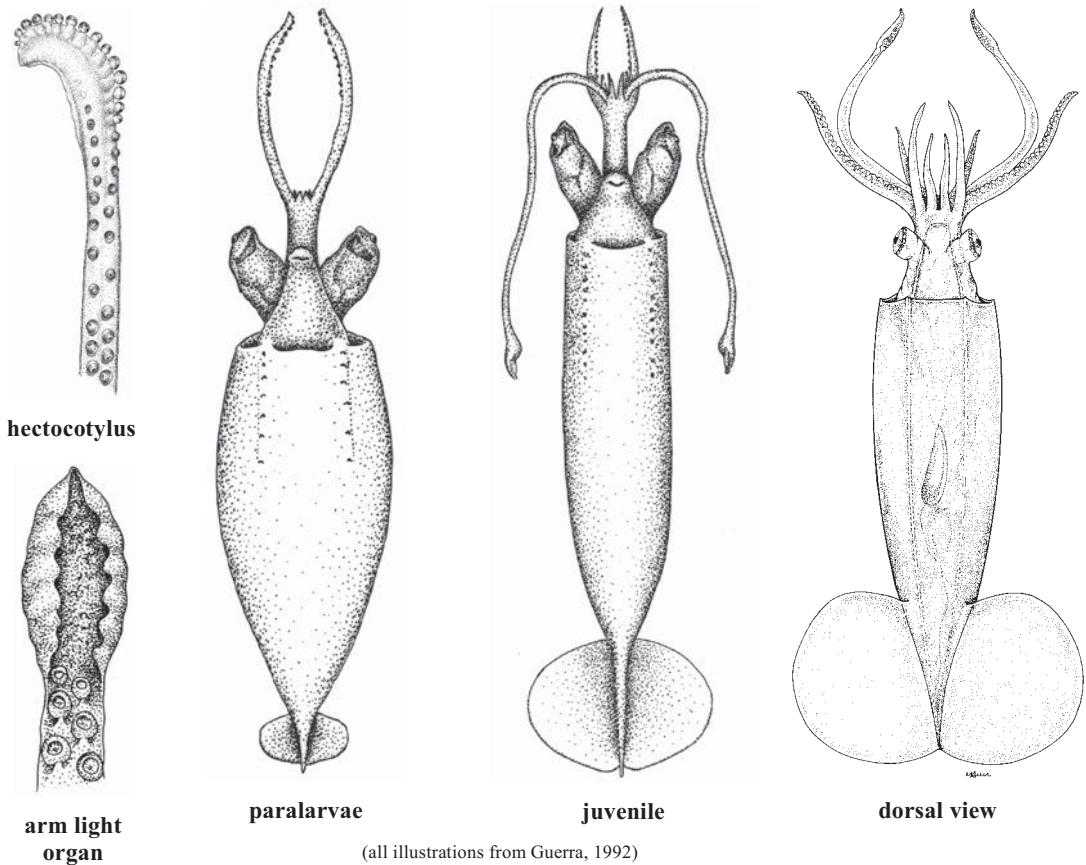 hectocotylus
arm light
organ
paralarvae
juvenile
dorsal view
(all illustrations from Guerra, 1992)